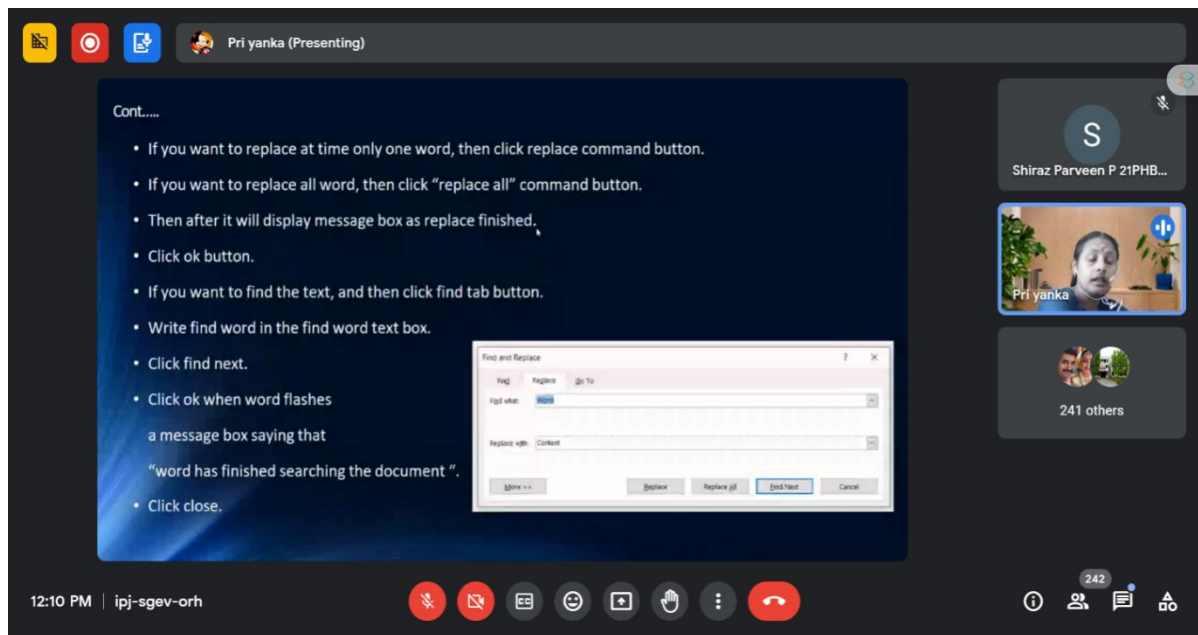 Pri yanka (Presenting)
Cont.....
• If you want to replace at time only one word, then click replace command button.
• If you want to replace all word, then click “replace all” command button.
• Then after it will display message box as replace finished.
• Click ok button.
• If you want to find the text, and then click find tab button.
• Write find word in the find word text box.
• Click find next.
• Click ok when word flashes
a message box saying that
“word has finished searching the document “.
• Click close.
Find and Replace ? ×
Find Replace Go To
Find what: Word
Replace with: Content
More >> Replace Replace All Find Next Cancel
S
Shiraz Parveen P 21PHB...
Pri yanka
241 others
12:10 PM | ipj-sgev-orh
CC
242